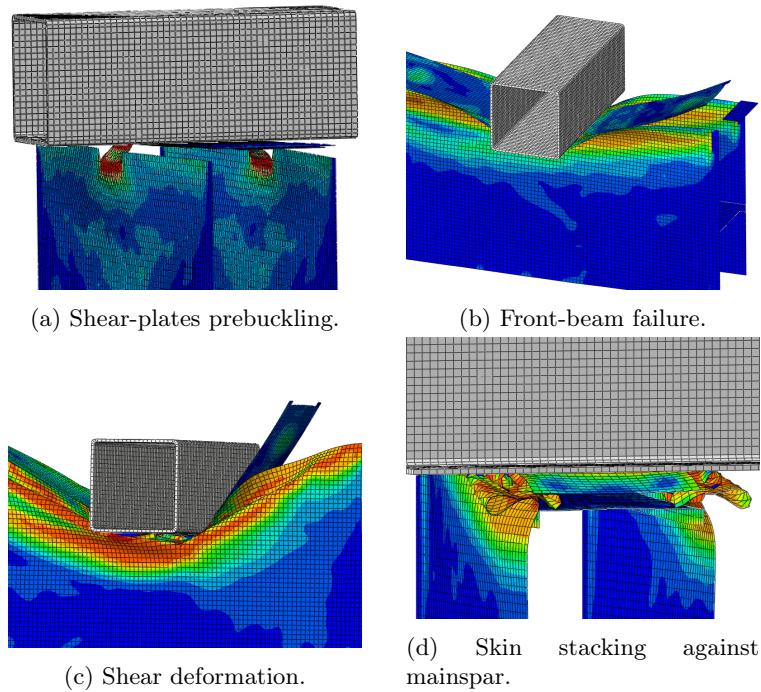 (a) Shear-plates prebuckling.
(b) Front-beam failure.
(c) Shear deformation.
(d) Skin stacking against
mainspar.